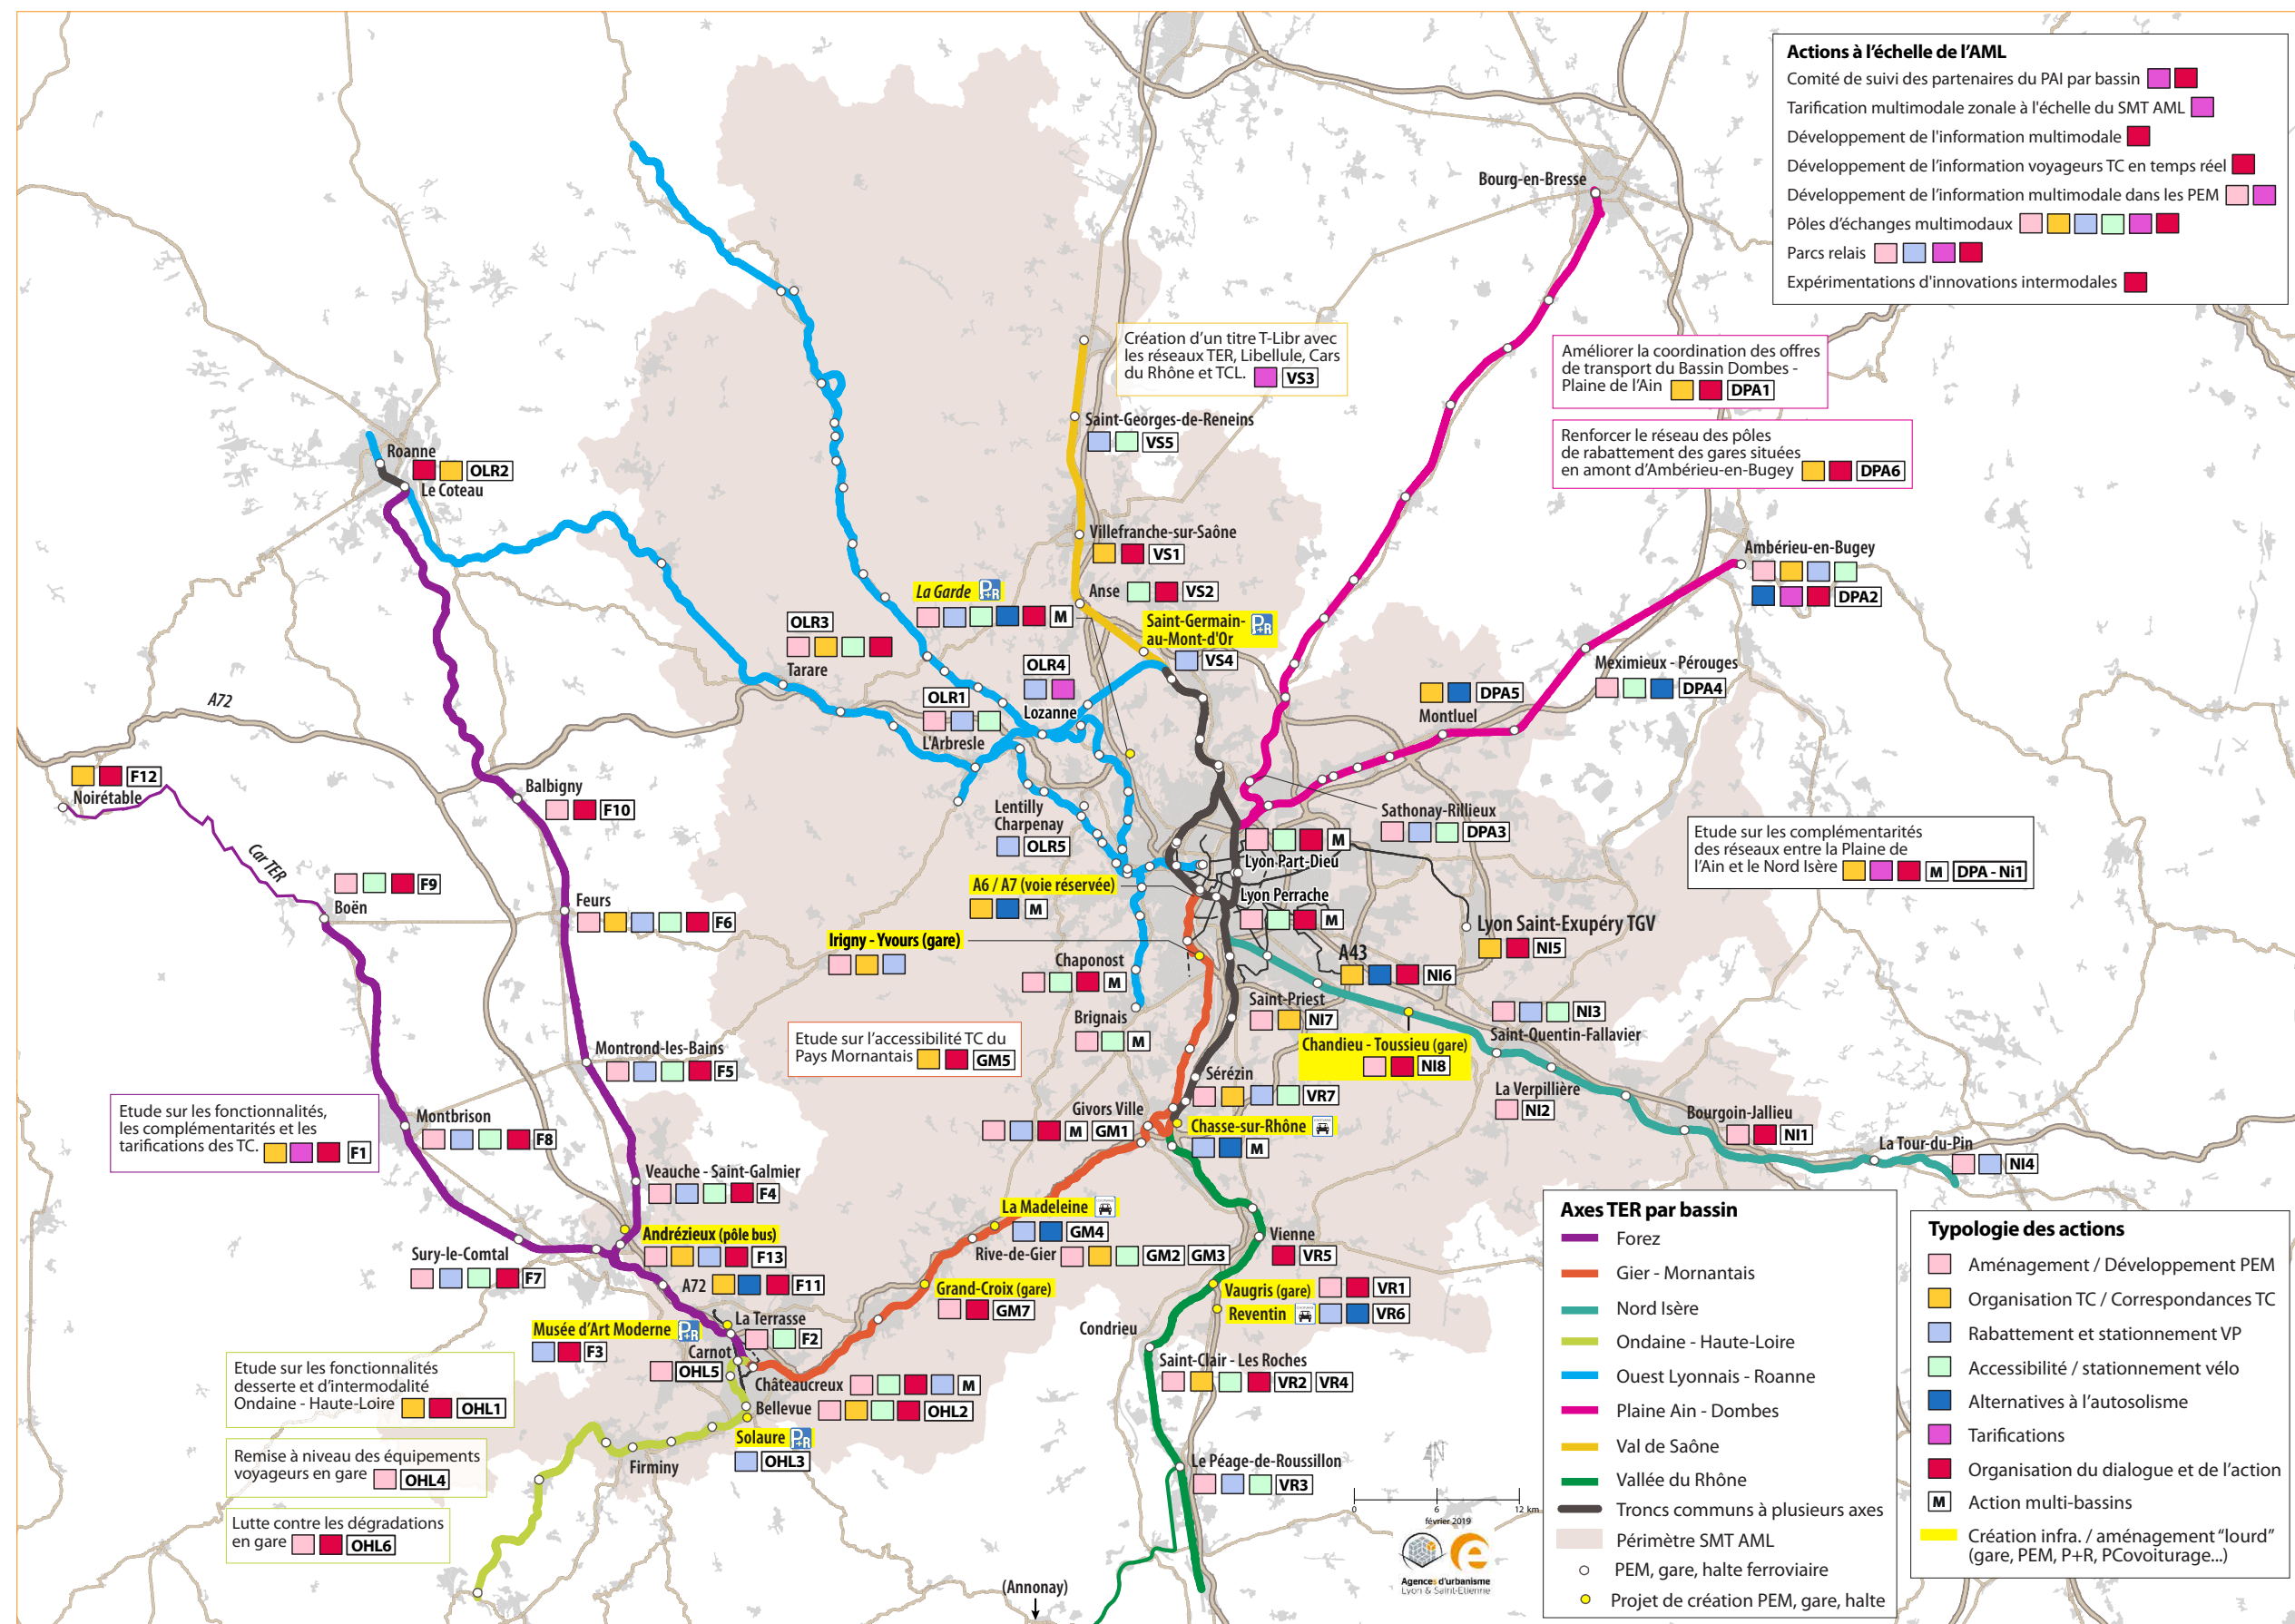 Actions à l'échelle de l'AML
Comité de suivi des partenaires du PAI par bassin
Tarification multimodale zonale à l'échelle du SMT AML
Développement de l'information multimodale
Développement de l'information voyageurs TC en temps réel
Développement de l'information multimodale dans les PEM
Pôles d'échanges multimodaux
Parcs relais
Expérimentations d'innovations intermodales
Bourg-en-Bresse
Création d'un titre T-Libr avec
les réseaux TER, Libellule, Cars
du Rhône et TCL. VS3
Améliorer la coordination des offres
de transport du Bassin Dombes -
Plaine de l'Ain DPA1
Renforcer le réseau des pôles
de rabattement des gares situées
en amont d'Ambérieu-en-Bugey DPA6
Saint-Georges-de-Reneins
VS5
Roanne
OLR2
Le Coteau
Villefranche-sur-Saône
VS1
Ambérieu-en-Bugey
DPA2
La Garde P+R
M
Anse VS2
Saint-Germain-
au-Mont-d'Or P+R
VS4
OLR3
Tarare
OLR4
Lozanne
OLR1
L'Arbresle
Meximieux - Pérouges
DPA4
DPA5
Montluel
A72
F12
Noirétable
Car TER
Balbigny
F10
Lentilly
Charpenay
OLR5
Sathonay-Rillieux
DPA3
M
Lyon Part-Dieu
Etude sur les complémentarités
des réseaux entre la Plaine de
l'Ain et le Nord Isère M DPA - Ni1
F9
Boën
Feurs
F6
A6 / A7 (voie réservée)
M
Lyon Perrache
M
Lyon Saint-Exupéry TGV
NI5
Irigny - Yvours (gare)
A43
NI6
Chaponost
M
Saint-Priest
NI7
NI3
Saint-Quentin-Fallavier
Brignais
M
Etude sur l'accessibilité TC du
Pays Mornantais GM5
Chandieu - Toussieu (gare)
NI8
Montrond-les-Bains
F5
Sérézin
VR7
La Verpillière
NI2
Etude sur les fonctionnalités,
les complémentarités et les
tarifications des TC. F1
Montbrison
F8
Givors Ville
M GM1
Chasse-sur-Rhône
M
Bourgoin-Jallieu
NI1
La Tour-du-Pin
NI4
Veauche - Saint-Galmier
F4
La Madeleine
GM4
Andrézieux (pôle bus)
F13
Rive-de-Gier GM2 GM3
Vienne
VR5
Sury-le-Comtal
F7
A72 F11
Grand-Croix (gare)
GM7
Vaugris (gare) VR1
Reventin VR6
Condrieu
Musée d'Art Moderne P+R
F3
La Terrasse
F2
Carnot
OHL5
Châteaucreux M
Bellevue OHL2
Saint-Clair - Les Roches
VR2 VR4
Etude sur les fonctionnalités
desserte et d'intermodalité
Ondaine - Haute-Loire OHL1
Solaure P+R
OHL3
Remise à niveau des équipements
voyageurs en gare OHL4
Firminy
Le Péage-de-Roussillon
VR3
Lutte contre les dégradations
en gare OHL6
(Annonay)
N
0 6 12 km
février 2019
Agences d'urbanisme
Lyon & Saint-Etienne
Axes TER par bassin
Forez
Gier - Mornantais
Nord Isère
Ondaine - Haute-Loire
Ouest Lyonnais - Roanne
Plaine Ain - Dombes
Val de Saône
Vallée du Rhône
Troncs communs à plusieurs axes
Périmètre SMT AML
PEM, gare, halte ferroviaire
Projet de création PEM, gare, halte
Typologie des actions
Aménagement / Développement PEM
Organisation TC / Correspondances TC
Rabattement et stationnement VP
Accessibilité / stationnement vélo
Alternatives à l'autosolisme
Tarifications
Organisation du dialogue et de l'action
M Action multi-bassins
Création infra. / aménagement "lourd"
(gare, PEM, P+R, PCovoiturage...)